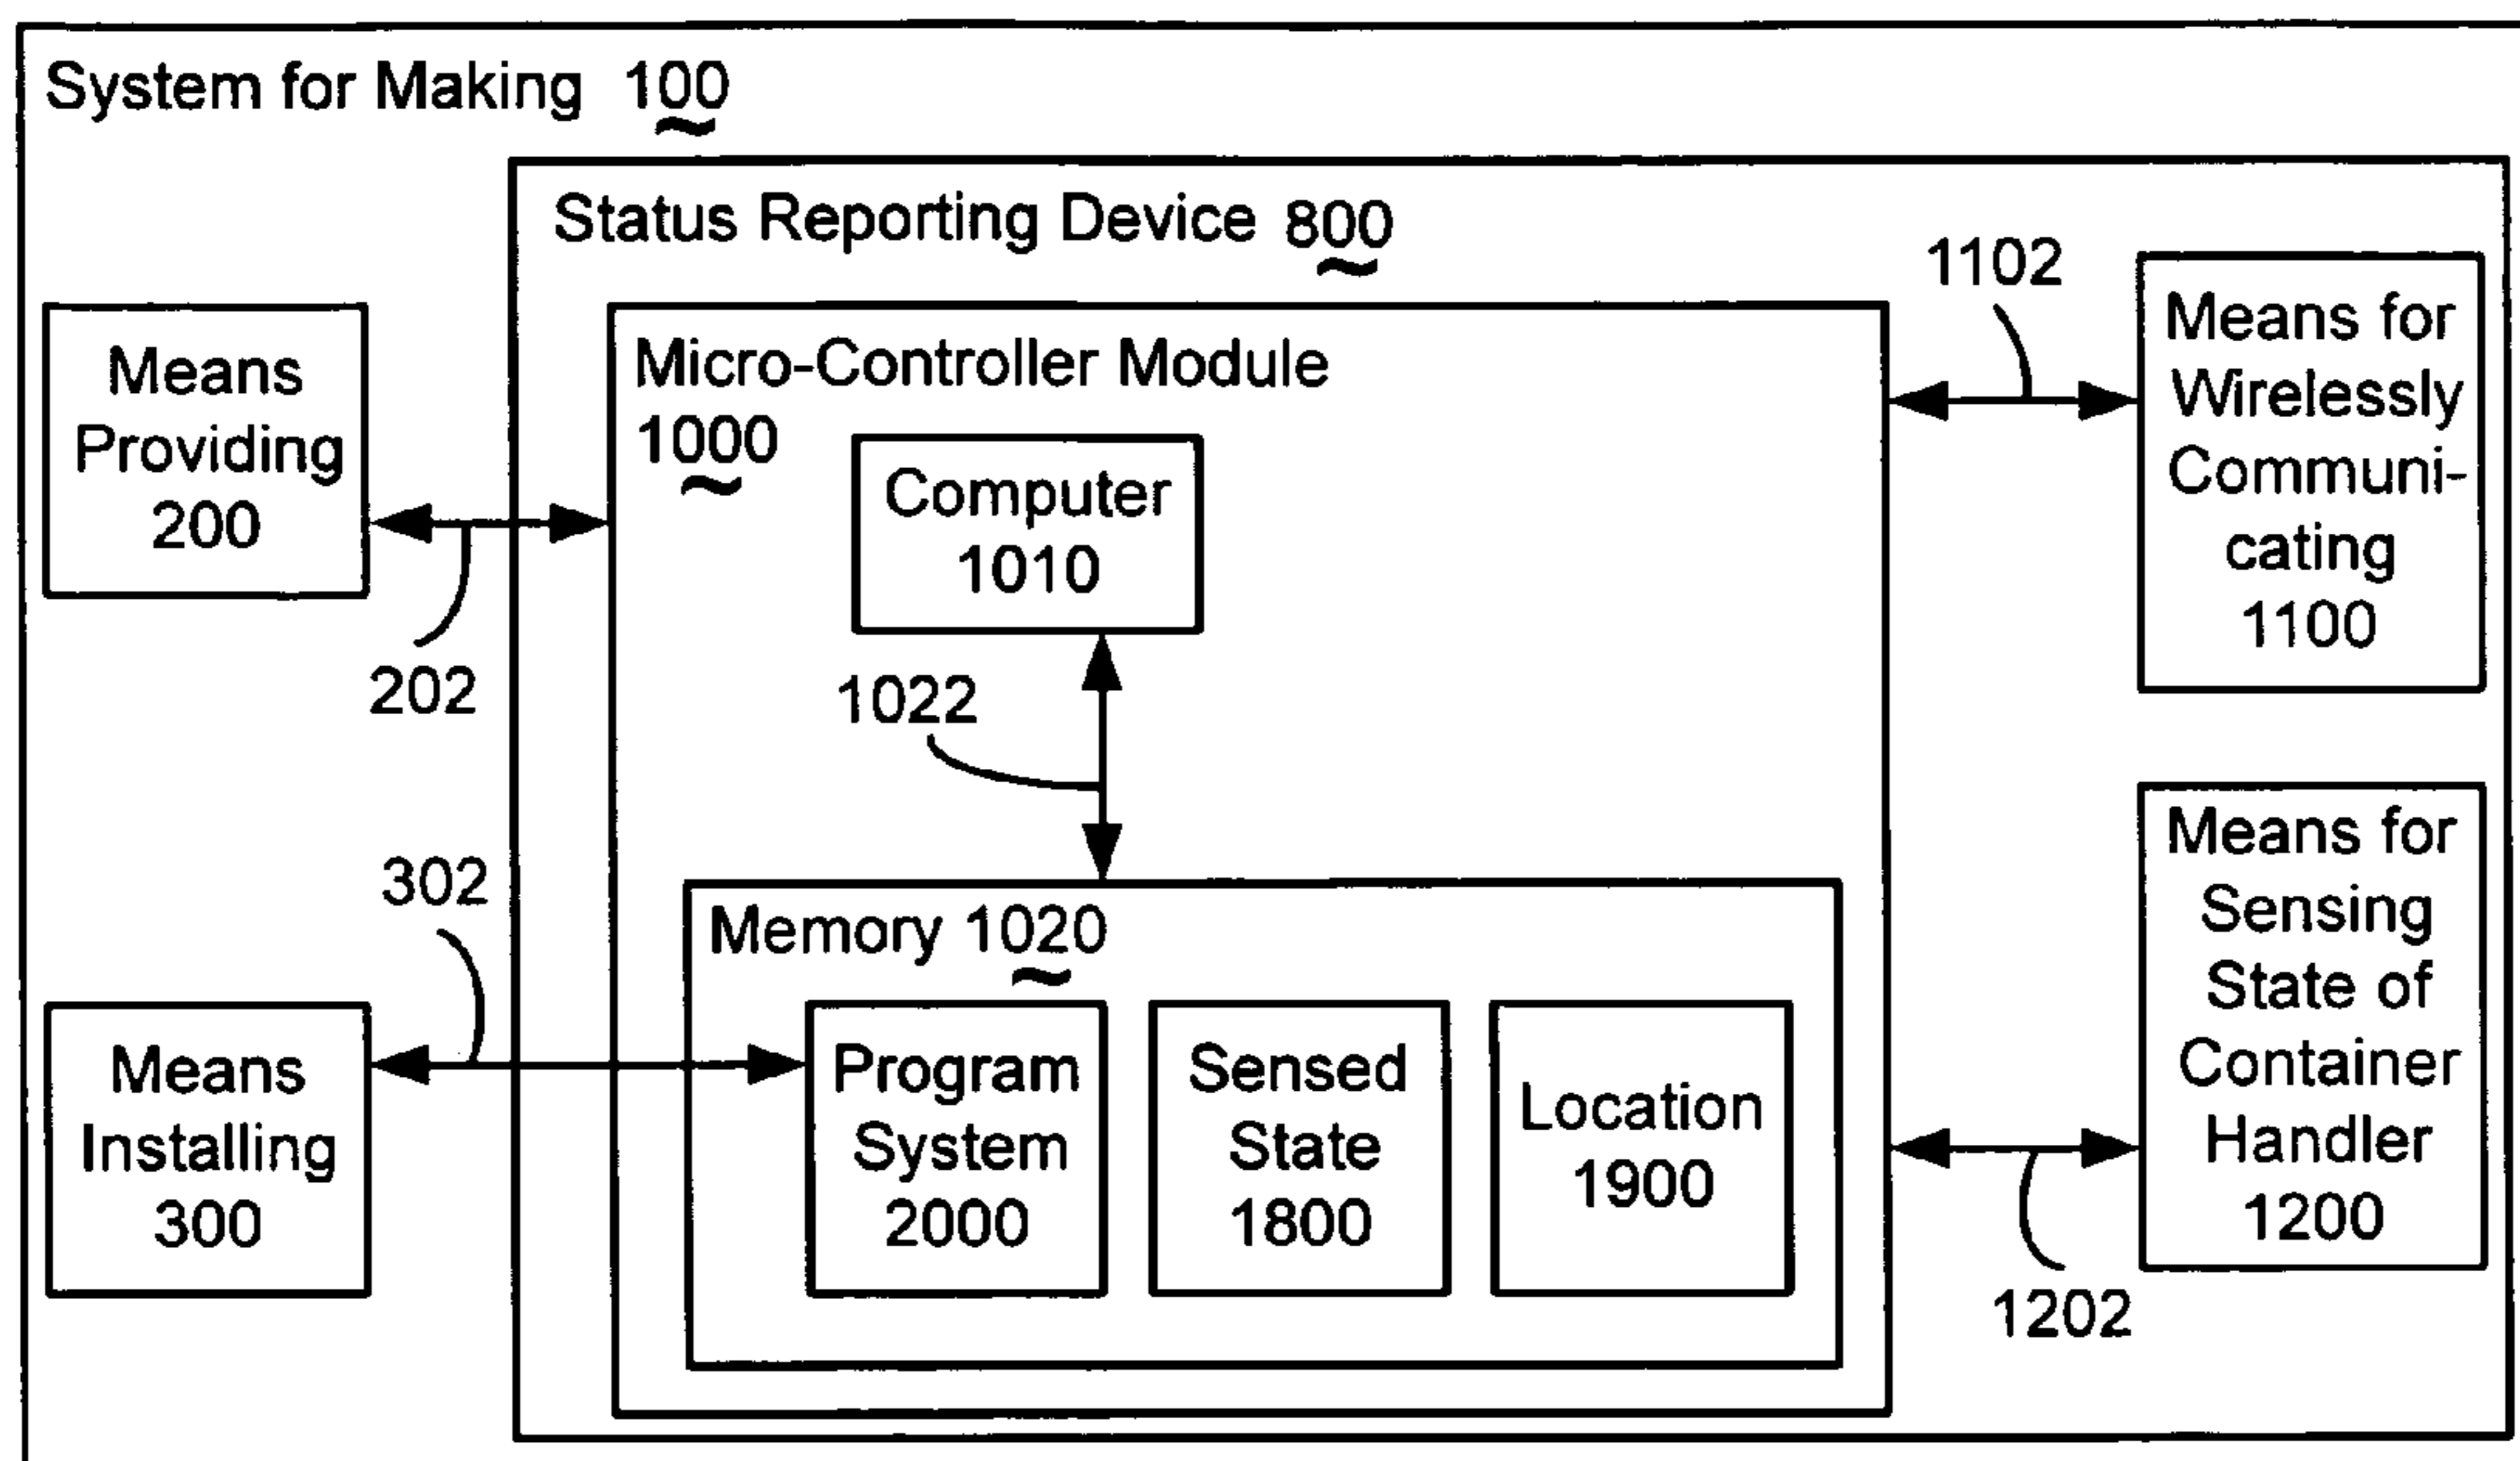 System for Making 100
Status Reporting Device 800
Means
Providing
200
202
Micro-Controller Module
1000
Computer
1010
1022
1102
Means for
Wirelessly
Communi-
cating
1100
302
Means
Installing
300
Memory 1020
Program
System
2000
Sensed
State
1800
Location
1900
Means for
Sensing
State of
Container
Handler
1200
1202